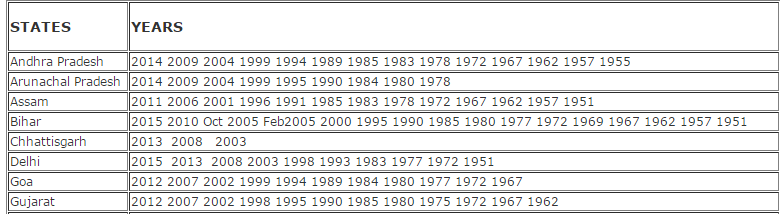 STATES YEARS
Andhra Pradesh 2014 2009 2004 1999 1994 1989 1985 1983 1978 1972 1967 1962 1957 1955
Arunachal Pradesh 2014 2009 2004 1999 1995 1990 1984 1980 1978
Assam 2011 2006 2001 1996 1991 1985 1983 1978 1972 1967 1962 1957 1951
Bihar 2015 2010 Oct 2005 Feb2005 2000 1995 1990 1985 1980 1977 1972 1969 1967 1962 1957 1951
Chhattisgarh 2013 2008 2003
Delhi 2015 2013 2008 2003 1998 1993 1983 1977 1972 1951
Goa 2012 2007 2002 1999 1994 1989 1984 1980 1977 1972 1967
Gujarat 2012 2007 2002 1998 1995 1990 1985 1980 1975 1972 1967 1962